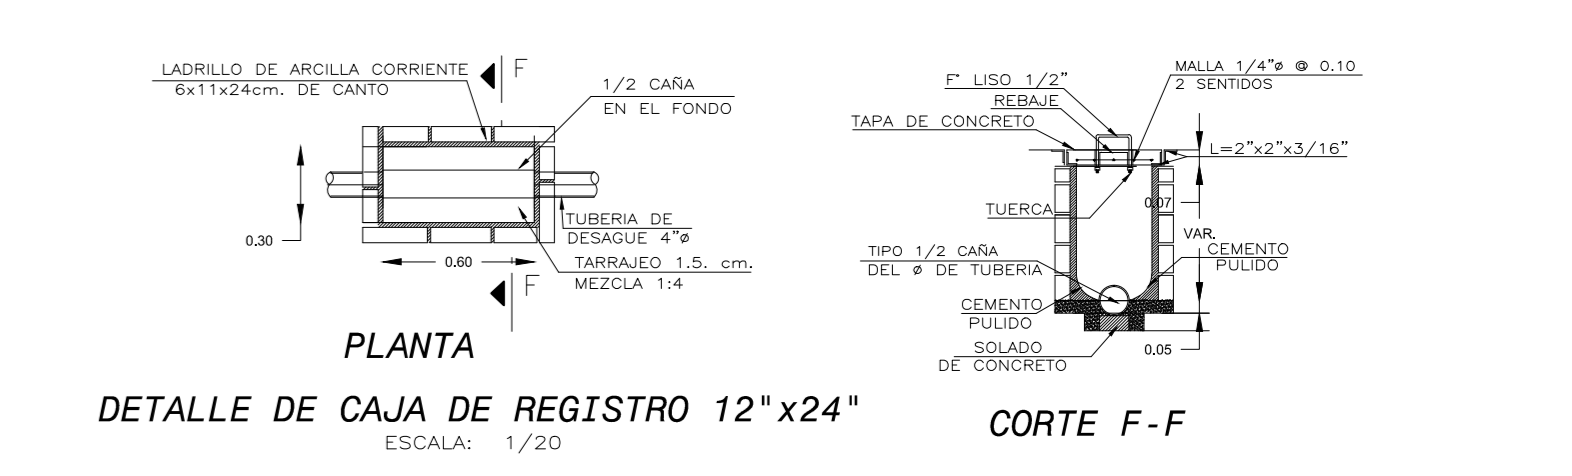 LADRILLO DE ARCILLA CORRIENTE
6x11x24cm. DE CANTO
F
1/2 CAÑA
EN EL FONDO
0.30
0.60
TUBERIA DE
DESAGUE 4"ø
TARRAJEO 1.5. cm.
MEZCLA 1:4
F
PLANTA
DETALLE DE CAJA DE REGISTRO 12"x24"
ESCALA: 1/20
F° LISO 1/2"
REBAJE
TAPA DE CONCRETO
MALLA 1/4"ø @ 0.10
2 SENTIDOS
L=2"x2"x3/16"
TUERCA
0.07
VAR.
TIPO 1/2 CAÑA
DEL ø DE TUBERIA
CEMENTO
PULIDO
CEMENTO
PULIDO
SOLADO
DE CONCRETO
0.05
CORTE F-F